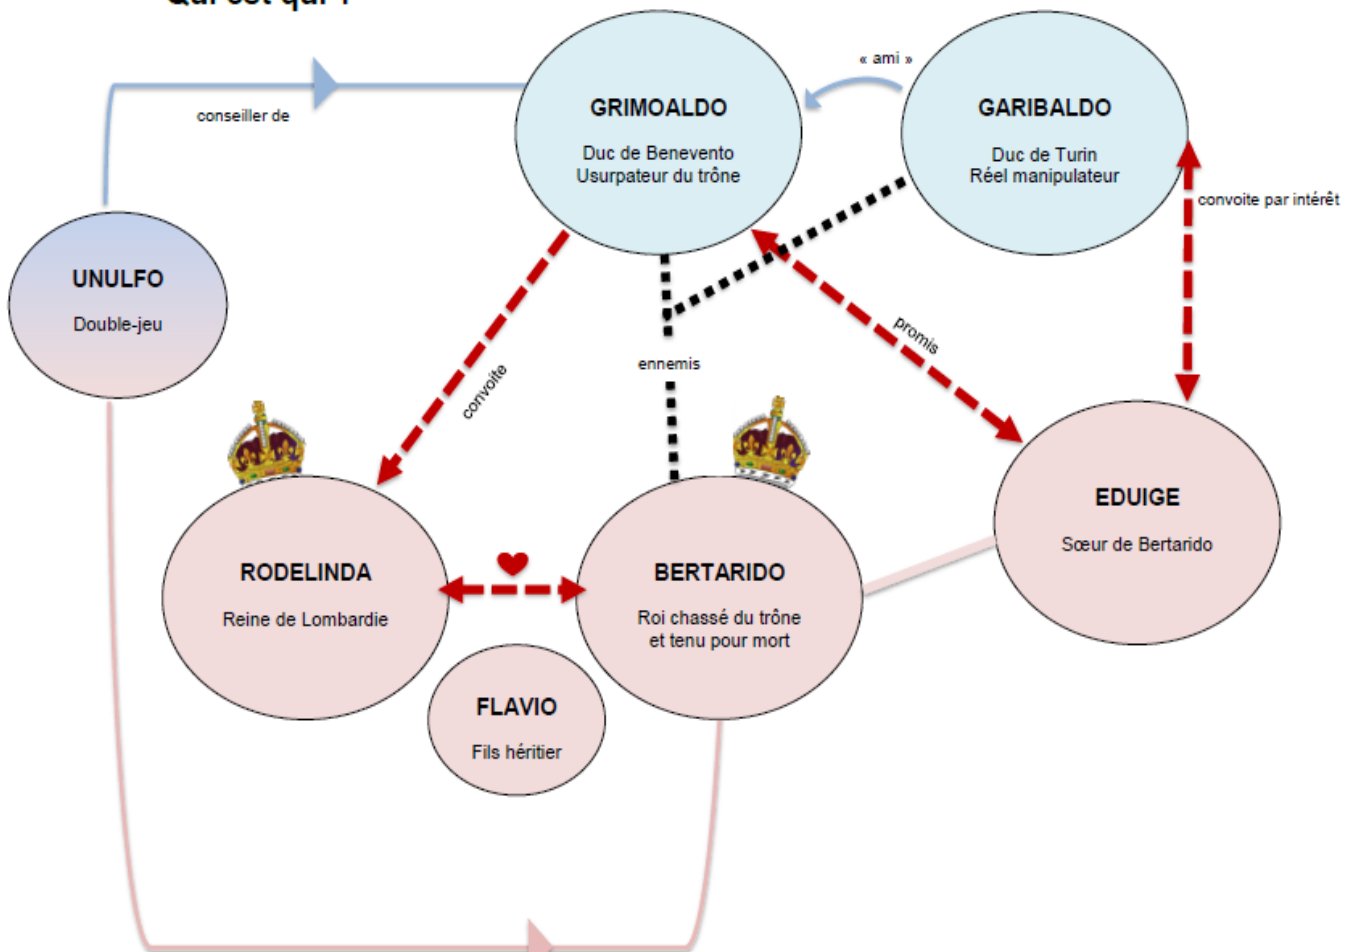 « ami »
GRIMOALDO
Duc de Benevento
Usurpateur du trône
GARIBALDO
Duc de Turin
Réel manipulateur
conseiller de
convoite par intérêt
UNULFO
Double-jeu
promis
ennemis
convoite
EDUIGE
Sœur de Bertarido
RODELINDA
Reine de Lombardie
BERTARIDO
Roi chassé du trône
et tenu pour mort
FLAVIO
Fils héritier